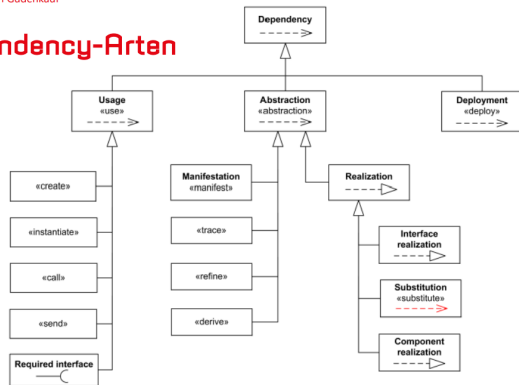 ndency-Arten
Dependency
Usage
«use»
Abstraction
«abstraction»
Deployment
«deploy»
«create»
«instantiate»
«call»
«send»
Required interface
Manifestation
«manifest»
«trace»
«refine»
«derive»
Realization
Interface
realization
Substitution
«substitute»
Component
realization